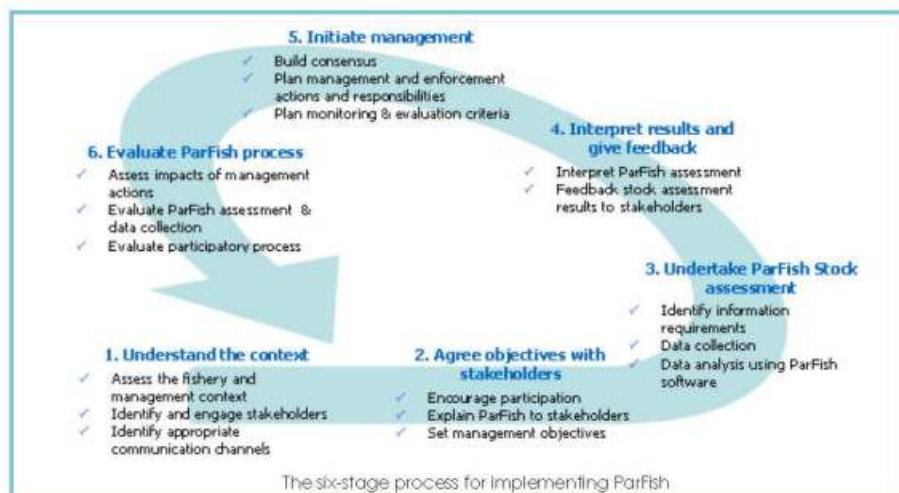 5. Initiate management
✓ Build consensus
✓ Plan management and enforcement
actions and responsibilities
✓ Plan monitoring & evaluation criteria
4. Interpret results and
give feedback
✓ Interpret ParFish assessment
✓ Feedback stock assessment
results to stakeholders
6. Evaluate ParFish process
✓ Assess impacts of management
actions
✓ Evaluate ParFish assessment &
data collection
✓ Evaluate participatory process
3. Undertake ParFish Stock
assessment
✓ Identify information
requirements
✓ Data collection
✓ Data analysis using ParFish
software
1. Understand the context
✓ Assess the fishery and
management context
✓ Identify and engage stakeholders
✓ Identify appropriate
communication channels
2. Agree objectives with
stakeholders
✓ Encourage participation
✓ Explain ParFish to stakeholders
✓ Set management objectives
The six-stage process for implementing ParFish